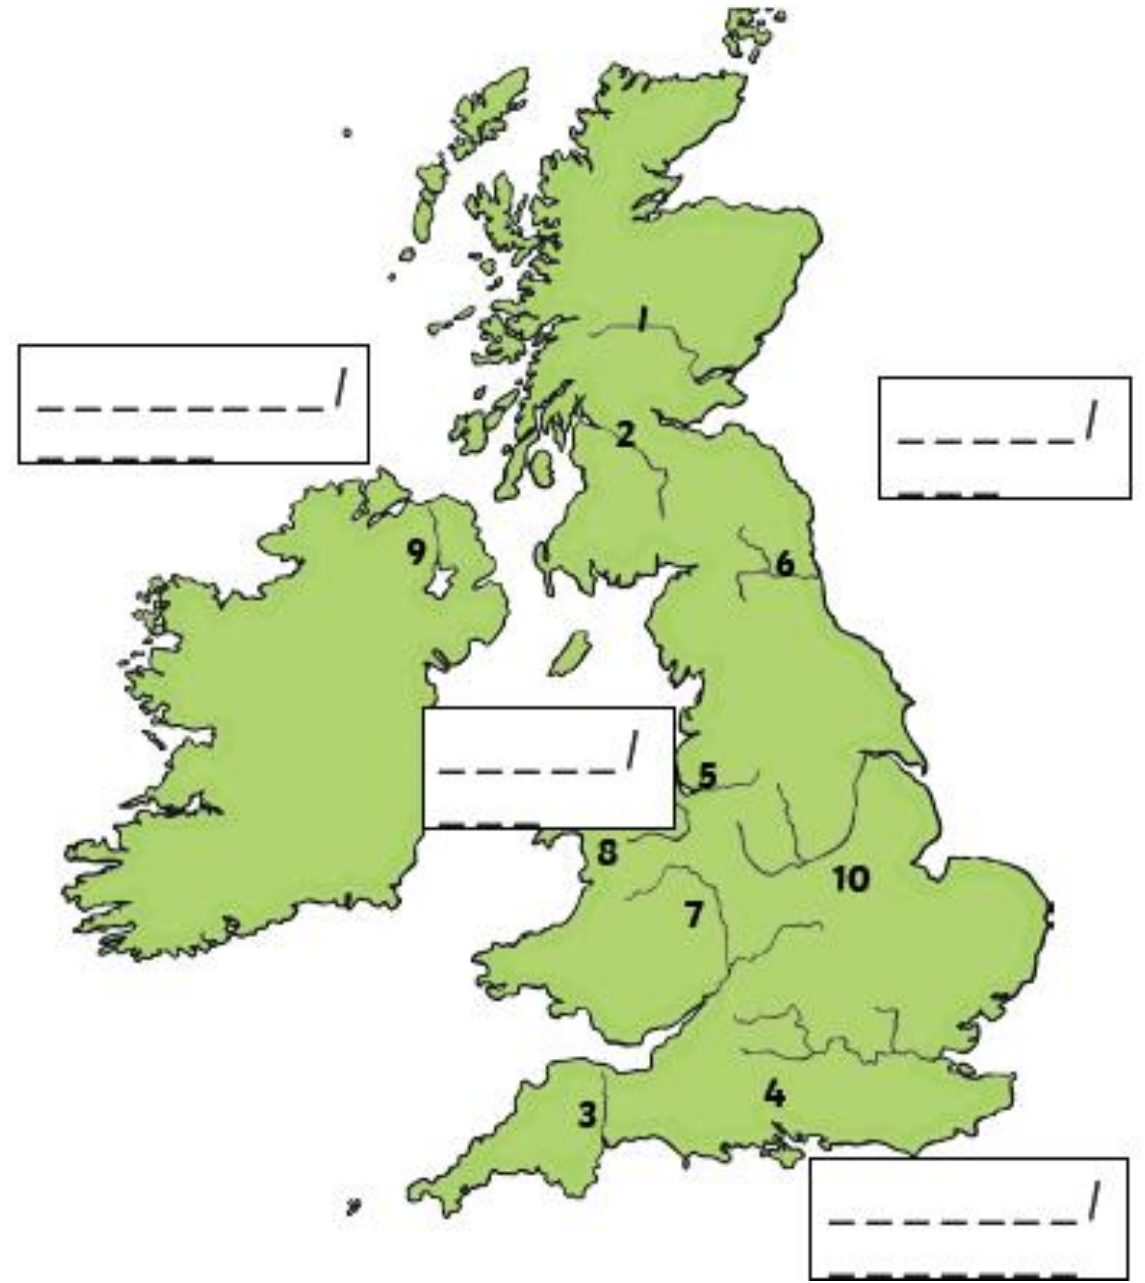 1
_ _ _ _ _ _ _ _ /
_ _ _ _ _
_ _ _ _ _ /
_ _ _
2
9
6
_ _ _ _ _ /
_ _ _
5
8
10
7
4
3
_ _ _ _ _ _ _ /
_ _ _ _ _ _ _